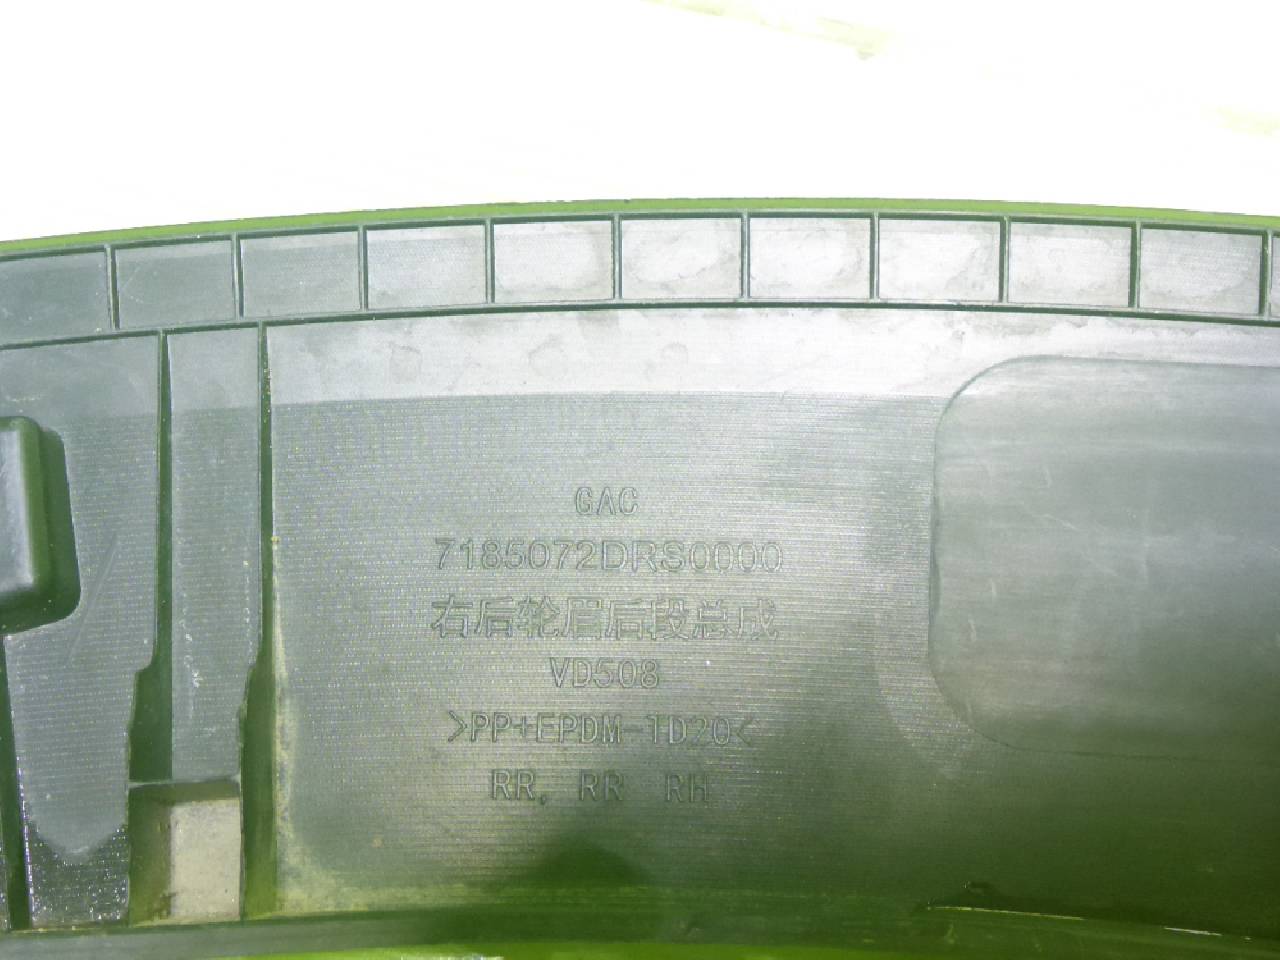 GAC
7185072DRS0000
右后轮眉后段总成
VD508
>PP+EPDM-TD20<
RR, RR RH